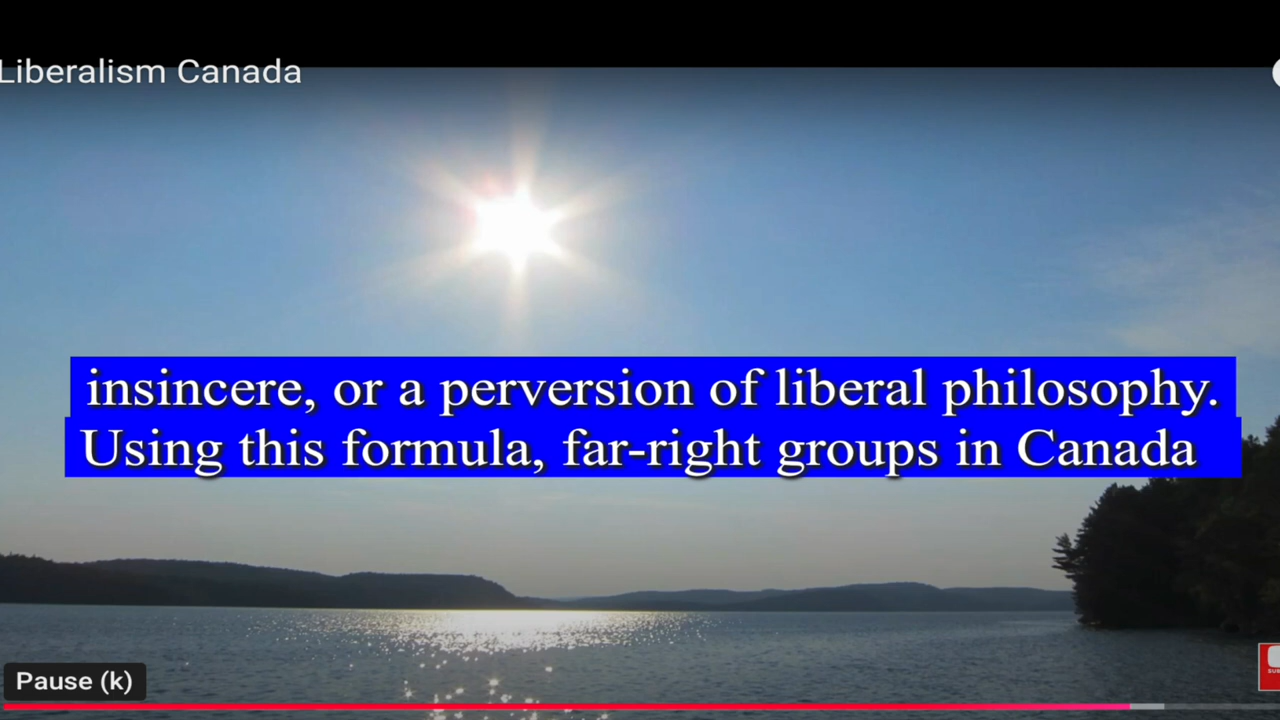 Liberalism Canada
insincere, or a perversion of liberal philosophy.
Using this formula, far-right groups in Canada
Pause (k)